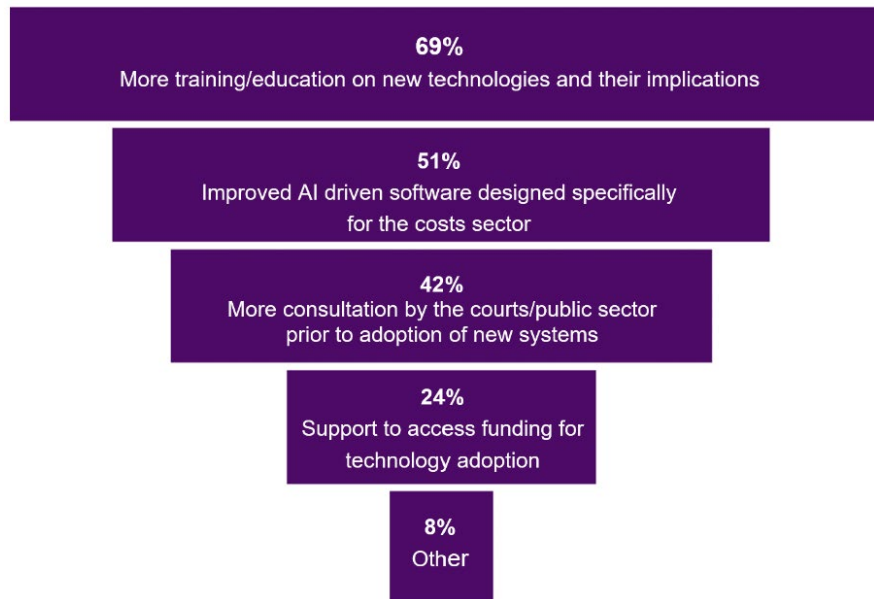 69%
More training/education on new technologies and their implications
51%
Improved AI driven software designed specifically
for the costs sector
42%
More consultation by the courts/public sector
prior to adoption of new systems
24%
Support to access funding for
technology adoption
8%
Other